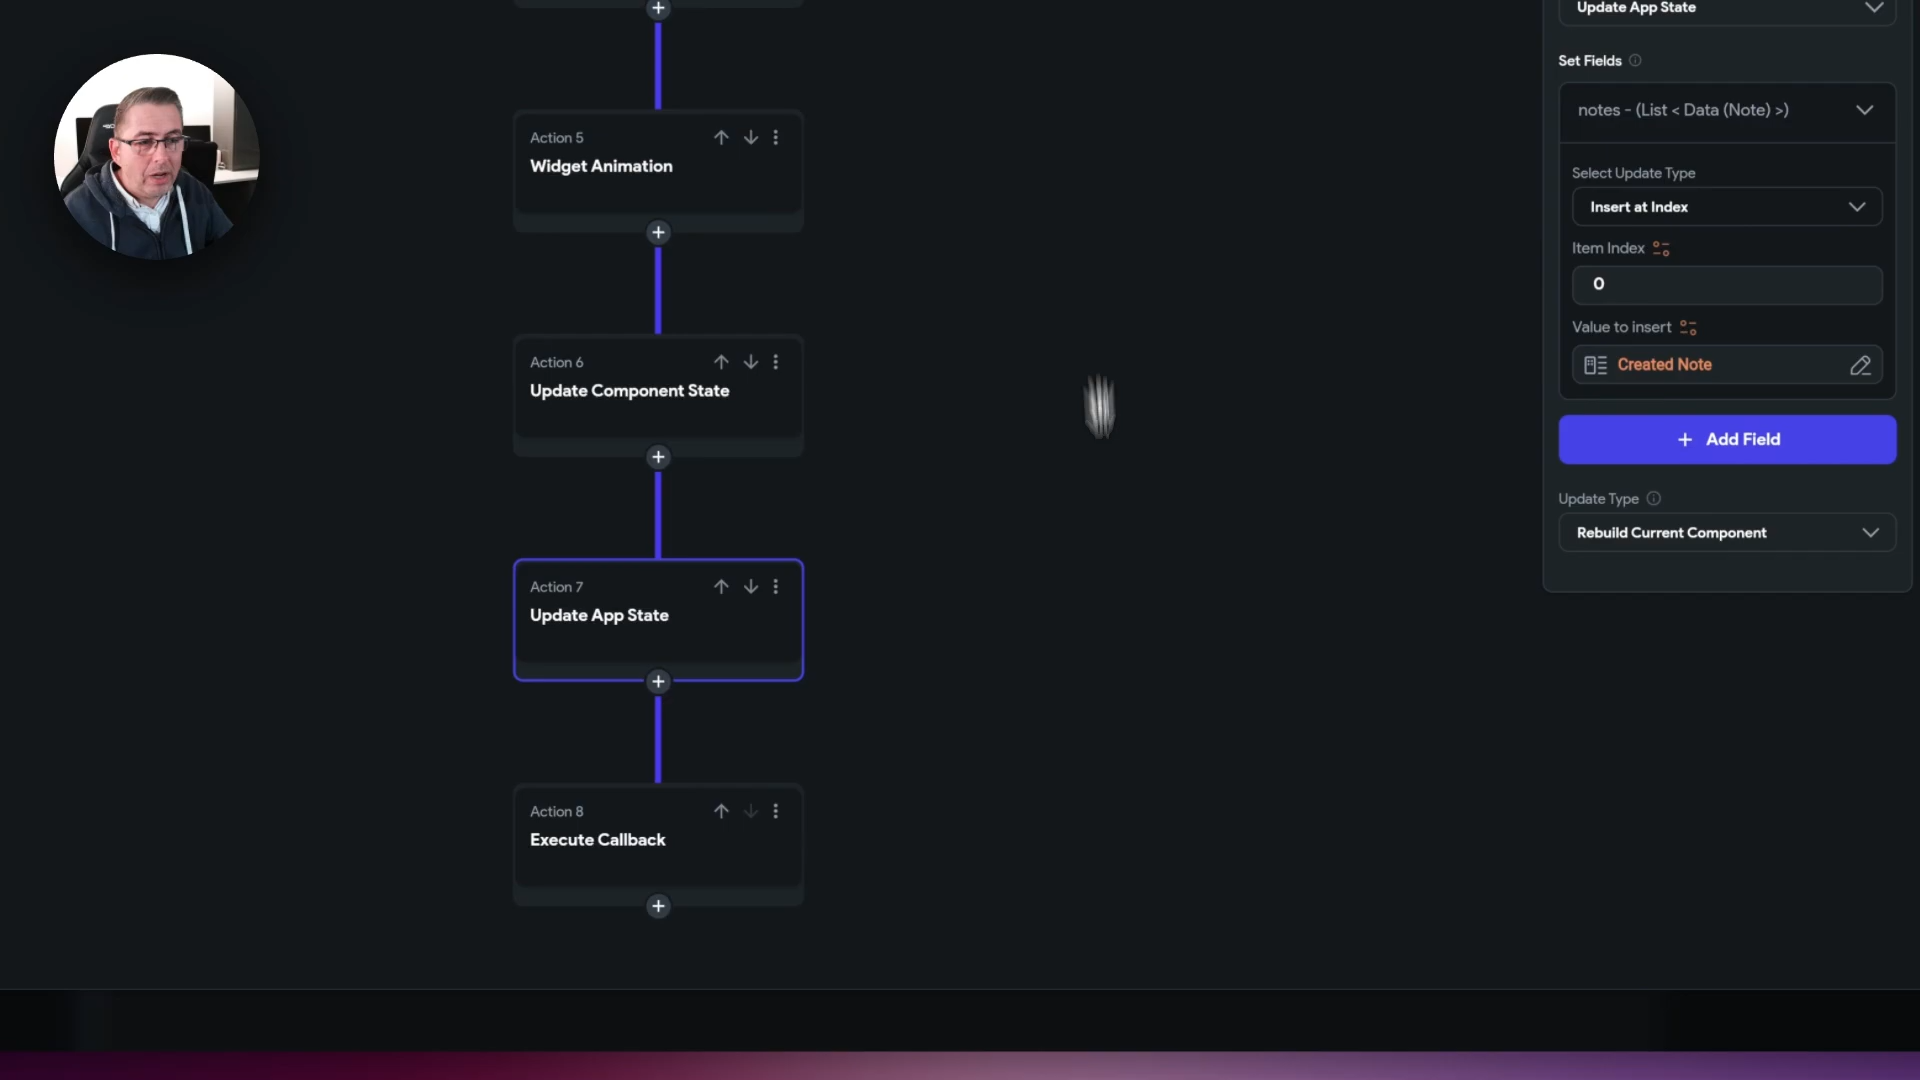 Action 5
Widget Animation
Action 6
Update Component State
Action 7
Update App State
Action 8
Execute Callback
Update App State
Set Fields
notes - (List < Data (Note) >)
Select Update Type
Insert at Index
Item Index
0
Value to insert
Created Note
+ Add Field
Update Type
Rebuild Current Component